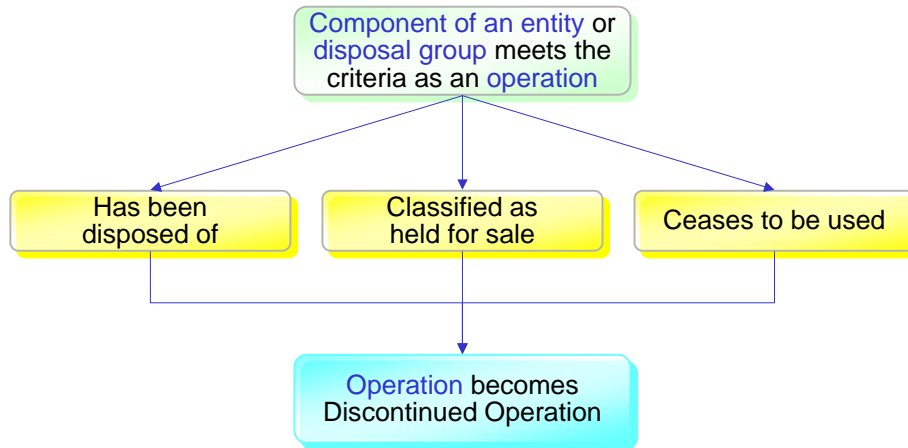 Component of an entity or
disposal group meets the
criteria as an operation
Has been
disposed of
Classified as
held for sale
Ceases to be used
Operation becomes
Discontinued Operation